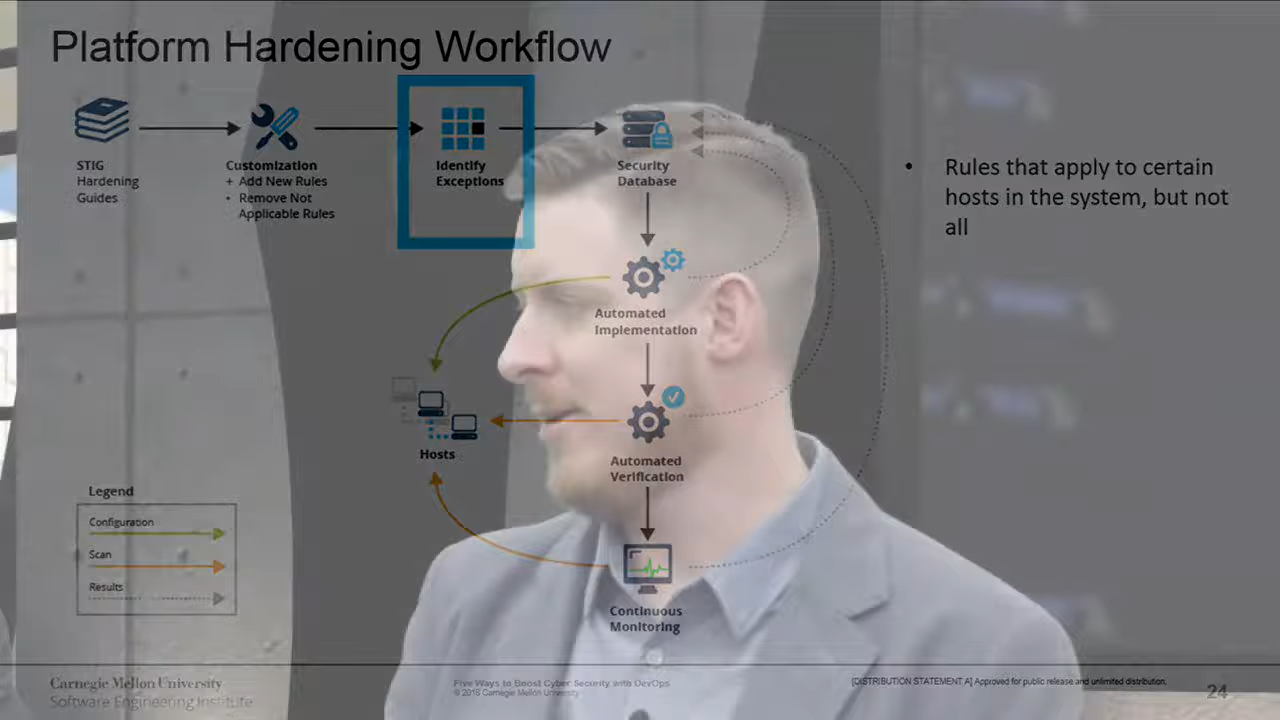 Platform Hardening Workflow
STIG
Hardening
Guides
Customization
+ Add New Rules
• Remove Not
Applicable Rules
Identify
Exceptions
Security
Database
• Rules that apply to certain
hosts in the system, but not
all
Automated
Implementation
Hosts
Automated
Verification
Legend
Configuration
Scan
Results
Continuous
Monitoring
Carnegie Mellon University
Software Engineering Institute
Five Ways to Boost Cyber Security with DevOps
© 2018 Carnegie Mellon University
[DISTRIBUTION STATEMENT A] Approved for public release and unlimited distribution.
24